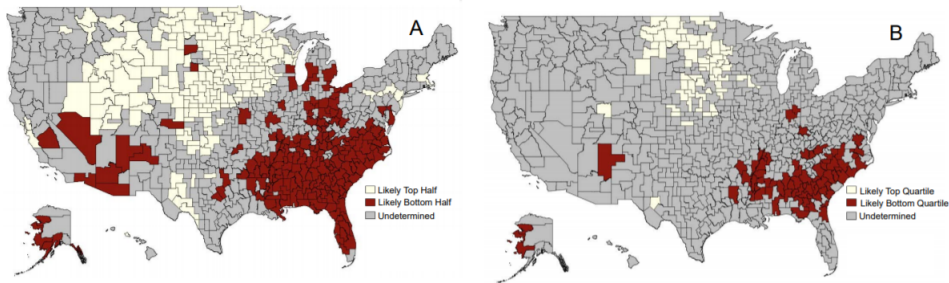 A
Likely Top Half
Likely Bottom Half
Undetermined
B
Likely Top Quartile
Likely Bottom Quartile
Undetermined